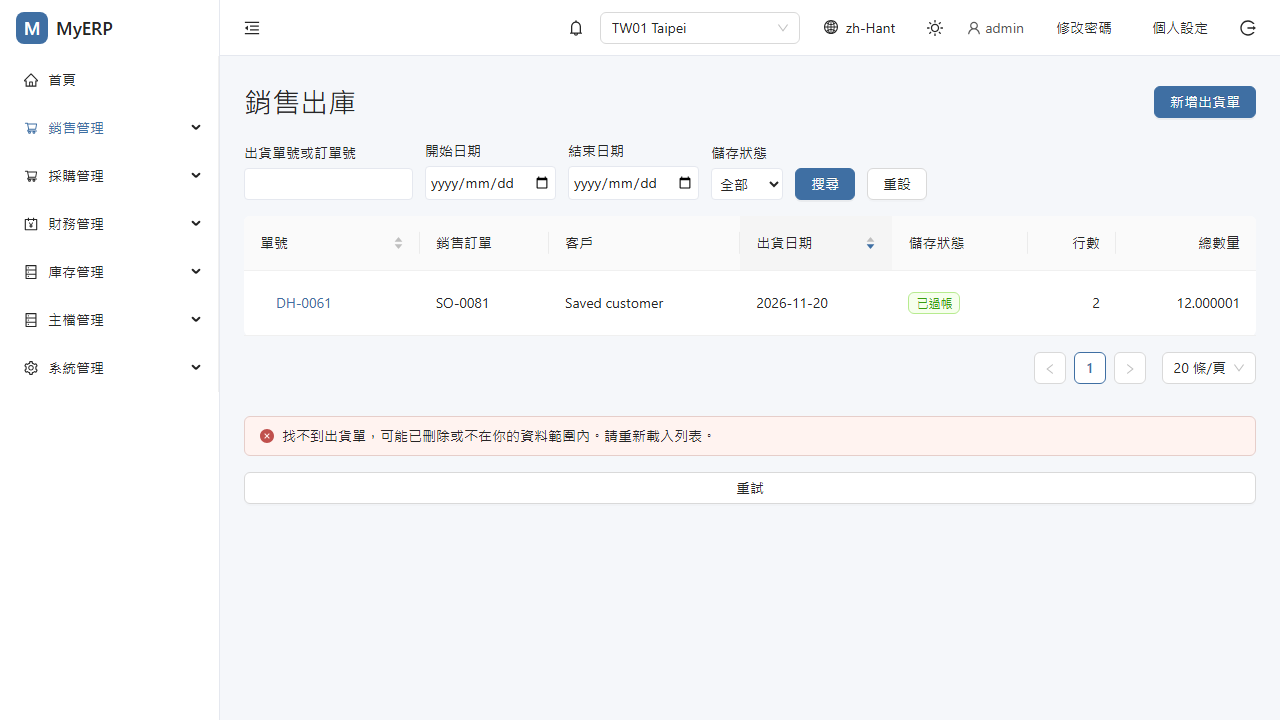 M MyERP
TW01 Taipei
zh-Hant
admin
修改密碼
個人設定
首頁
銷售管理
採購管理
財務管理
庫存管理
主檔管理
系統管理
銷售出庫
新增出貨單
出貨單號或訂單號
開始日期
結束日期
儲存狀態
yyyy/mm/dd
yyyy/mm/dd
全部
搜尋
重設
單號 銷售訂單 客戶 出貨日期 儲存狀態 行數 總數量
DH-0061 SO-0081 Saved customer 2026-11-20 已過帳 2 12.000001
1
20 條/頁
找不到出貨單，可能已刪除或不在你的資料範圍內。請重新載入列表。
重試